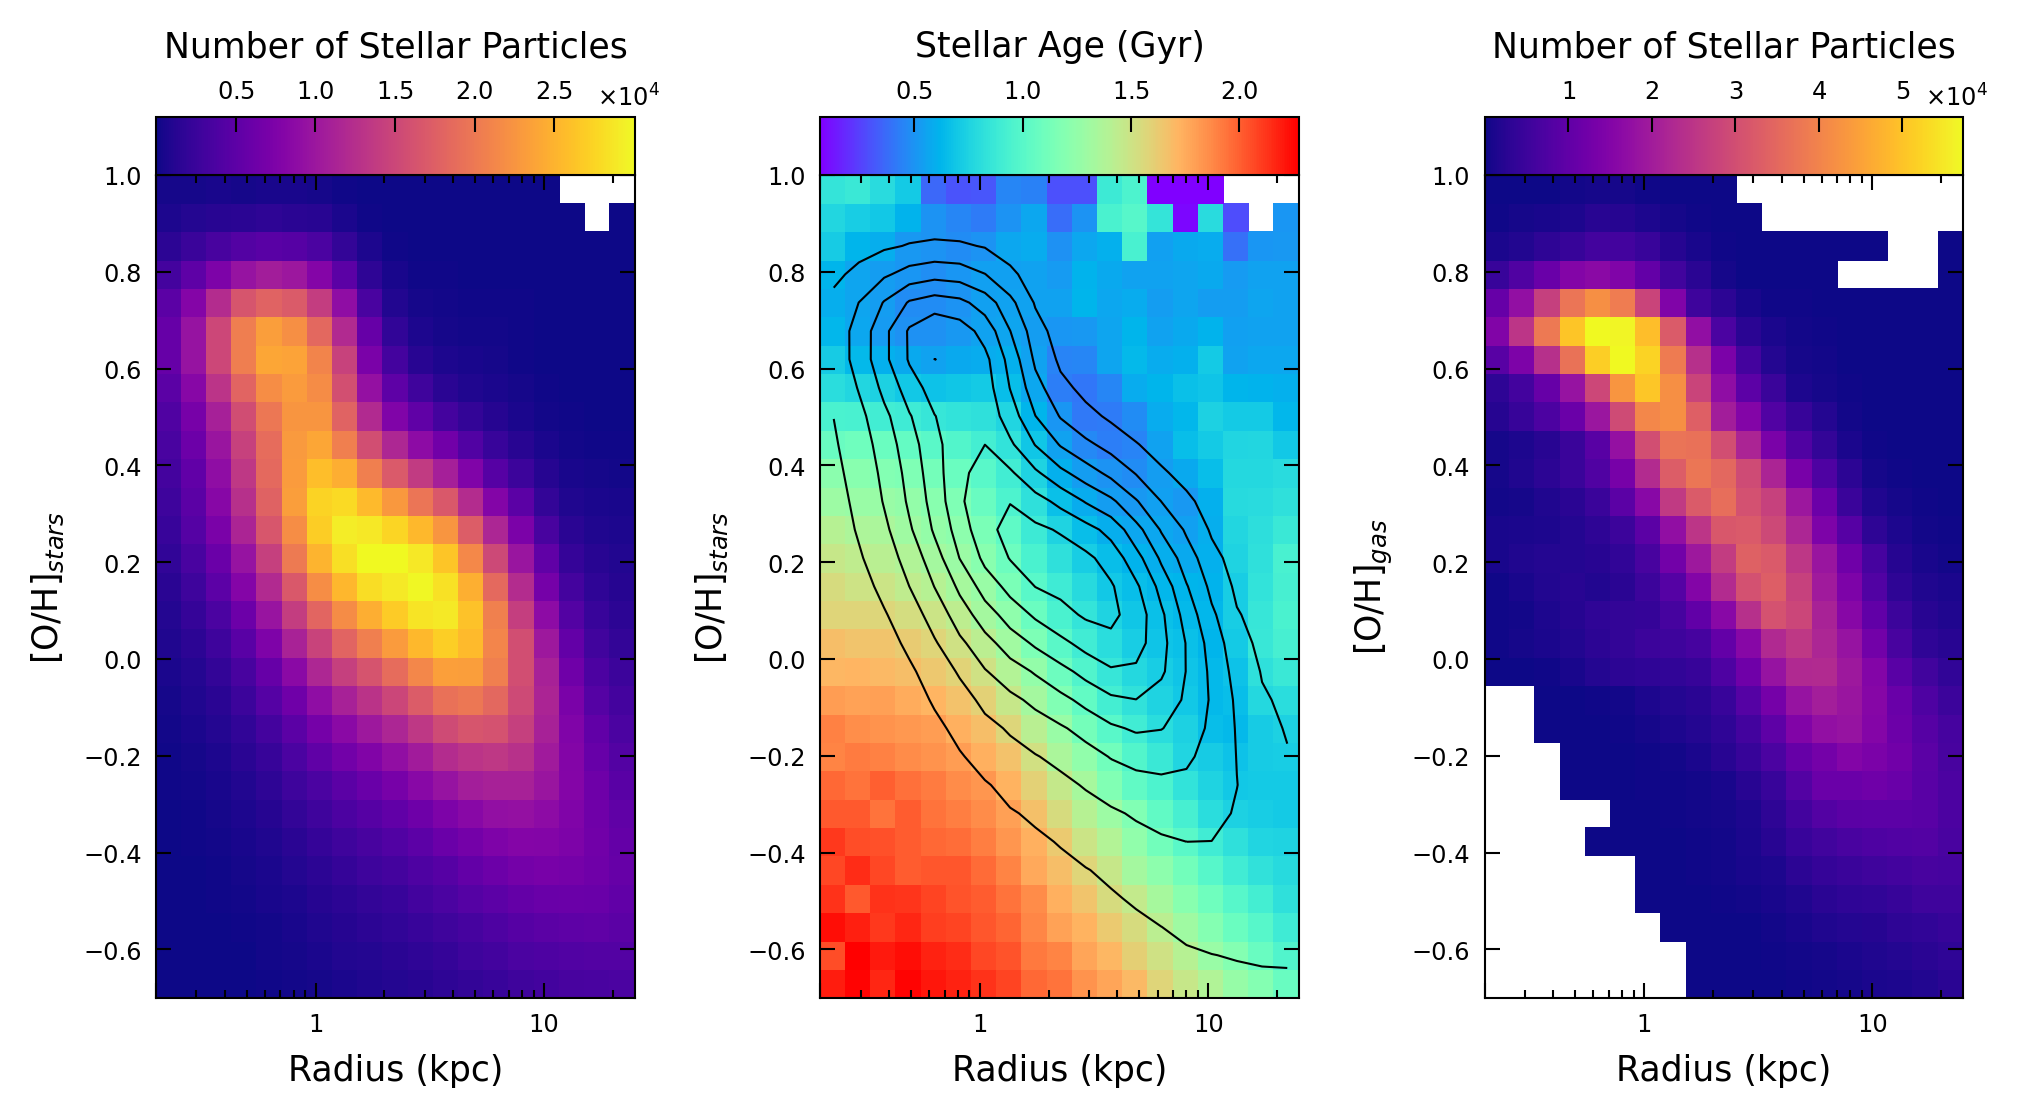 Number of Stellar Particles
0.5 1.0 1.5 2.0 2.5 ×10⁴
[O/H]stars
1.0
0.8
0.6
0.4
0.2
0.0
−0.2
−0.4
−0.6
1 10
Radius (kpc)
Stellar Age (Gyr)
0.5 1.0 1.5 2.0
[O/H]stars
1.0
0.8
0.6
0.4
0.2
0.0
−0.2
−0.4
−0.6
1 10
Radius (kpc)
Number of Stellar Particles
1 2 3 4 5 ×10⁴
[O/H]gas
1.0
0.8
0.6
0.4
0.2
0.0
−0.2
−0.4
−0.6
1 10
Radius (kpc)